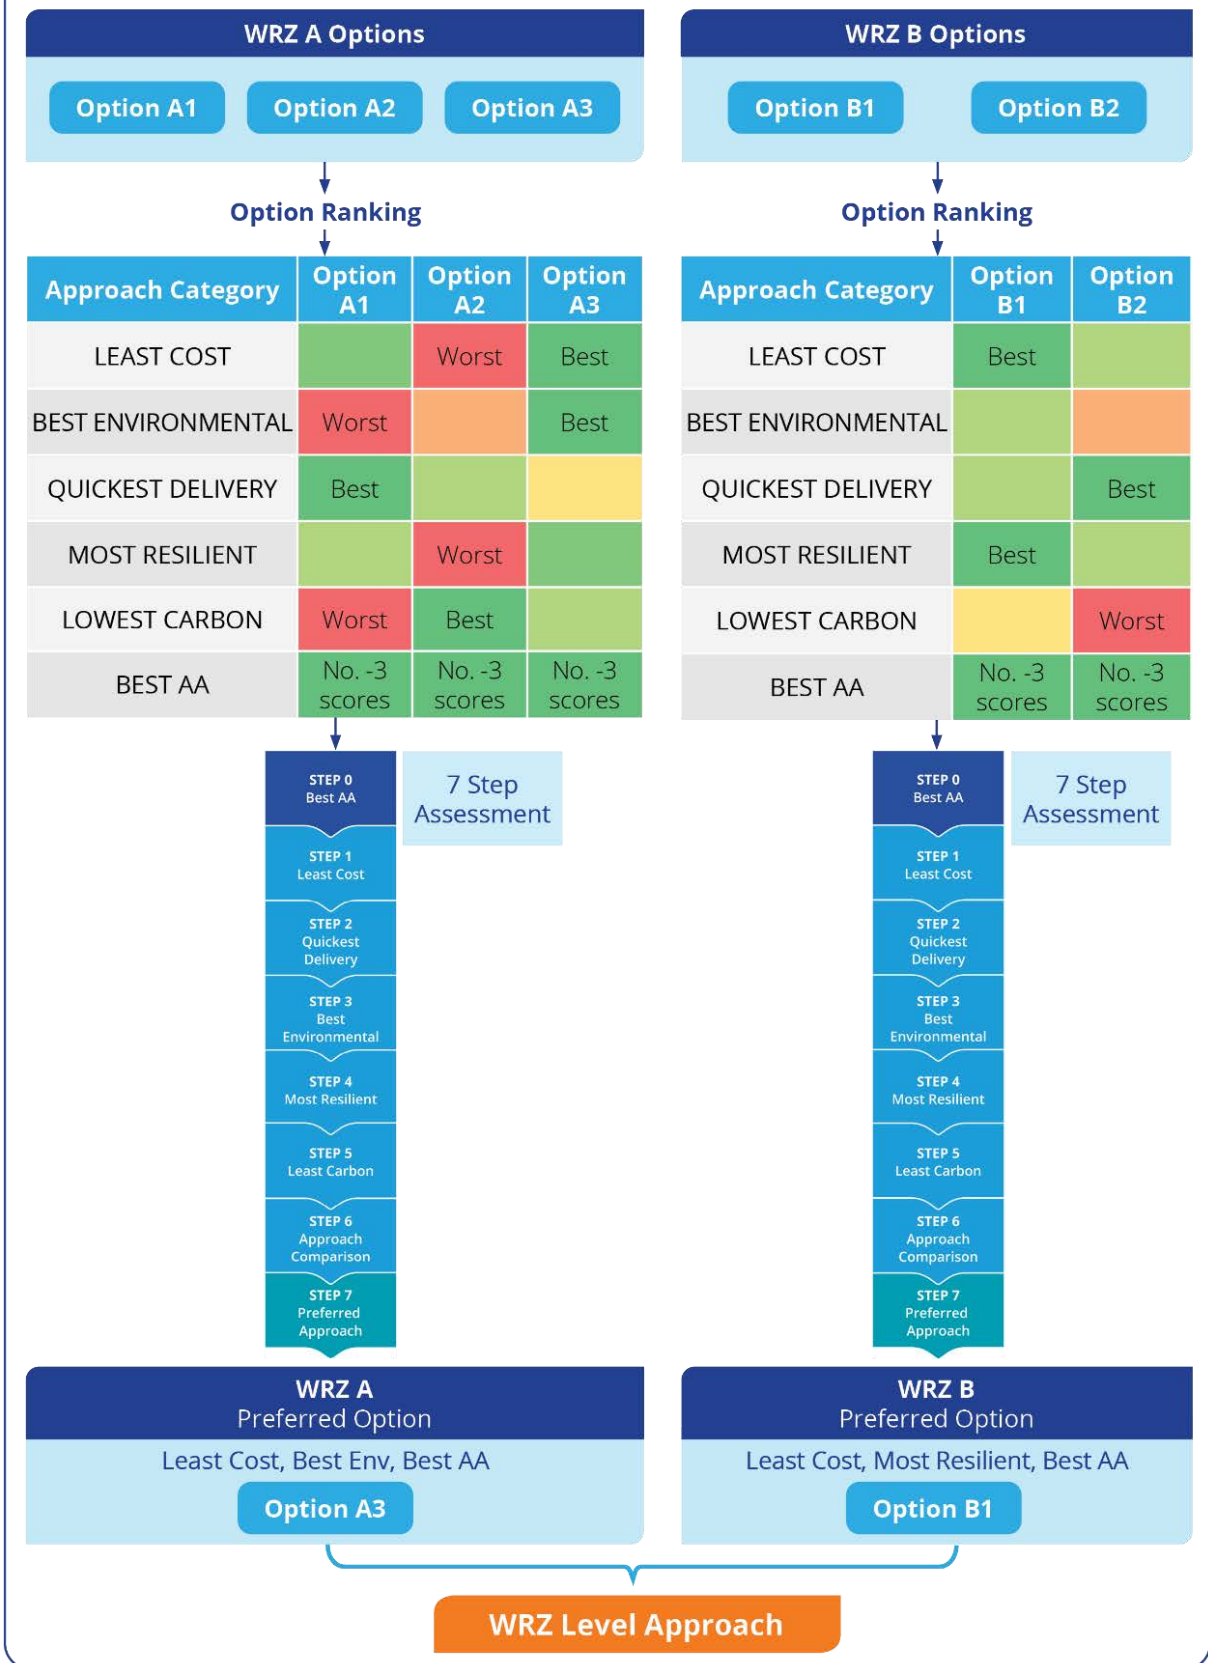 WRZ A Options
Option A1
Option A2
Option A3
Option Ranking
Approach Category
Option
A1
Option
A2
Option
A3
LEAST COST
Worst
Best
BEST ENVIRONMENTAL
Worst
Best
QUICKEST DELIVERY
Best
MOST RESILIENT
Worst
LOWEST CARBON
Worst
Best
BEST AA
No. -3
scores
No. -3
scores
No. -3
scores
STEP 0
Best AA
7 Step
Assessment
STEP 1
Least Cost
STEP 2
Quickest
Delivery
STEP 3
Best
Environmental
STEP 4
Most Resilient
STEP 5
Least Carbon
STEP 6
Approach
Comparison
STEP 7
Preferred
Approach
WRZ A
Preferred Option
Least Cost, Best Env, Best AA
Option A3
WRZ B Options
Option B1
Option B2
Option Ranking
Approach Category
Option
B1
Option
B2
LEAST COST
Best
BEST ENVIRONMENTAL
QUICKEST DELIVERY
Best
MOST RESILIENT
Best
LOWEST CARBON
Worst
BEST AA
No. -3
scores
No. -3
scores
STEP 0
Best AA
7 Step
Assessment
STEP 1
Least Cost
STEP 2
Quickest
Delivery
STEP 3
Best
Environmental
STEP 4
Most Resilient
STEP 5
Least Carbon
STEP 6
Approach
Comparison
STEP 7
Preferred
Approach
WRZ B
Preferred Option
Least Cost, Most Resilient, Best AA
Option B1
WRZ Level Approach